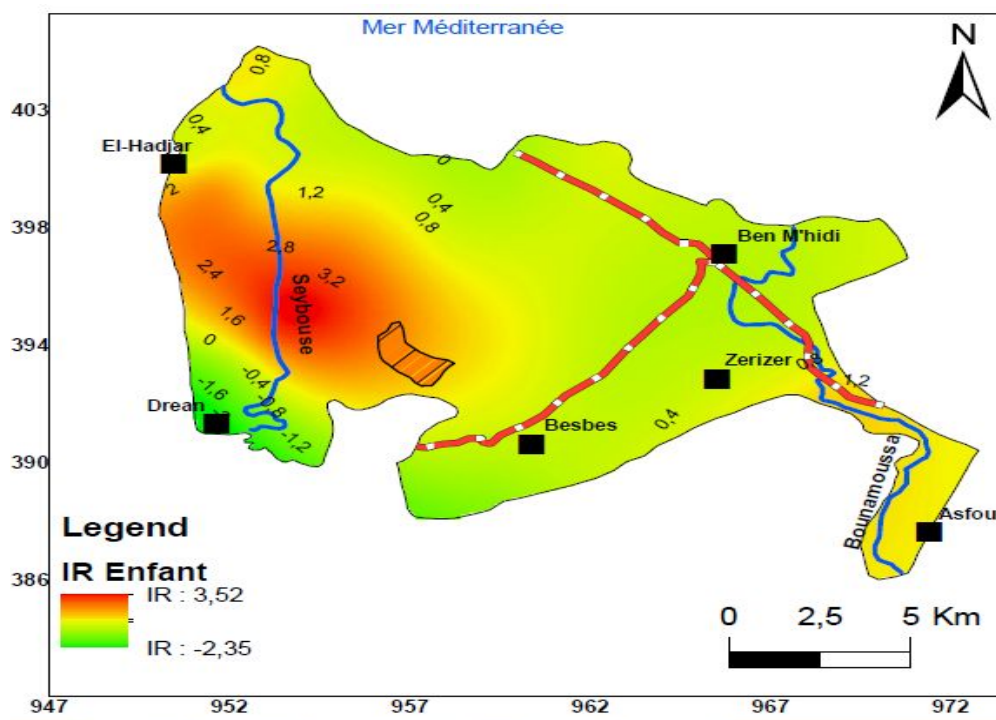 Mer Méditerranée
N
403
398
394
390
386
El-Hadjar
0,8
0,4
2
1,2
0
0,4
0,8
2,8
3,2
2,4
Seybouse
1,6
0
-0,4
-1,6
-0,8
-1,2
Drean
Ben M'hidi
Zerizer
0,8
1,2
Besbes
0,4
Bounamoussa
Asfou
Legend
IR Enfant
IR : 3,52
IR : -2,35
0 2,5 5 Km
947 952 957 962 967 972